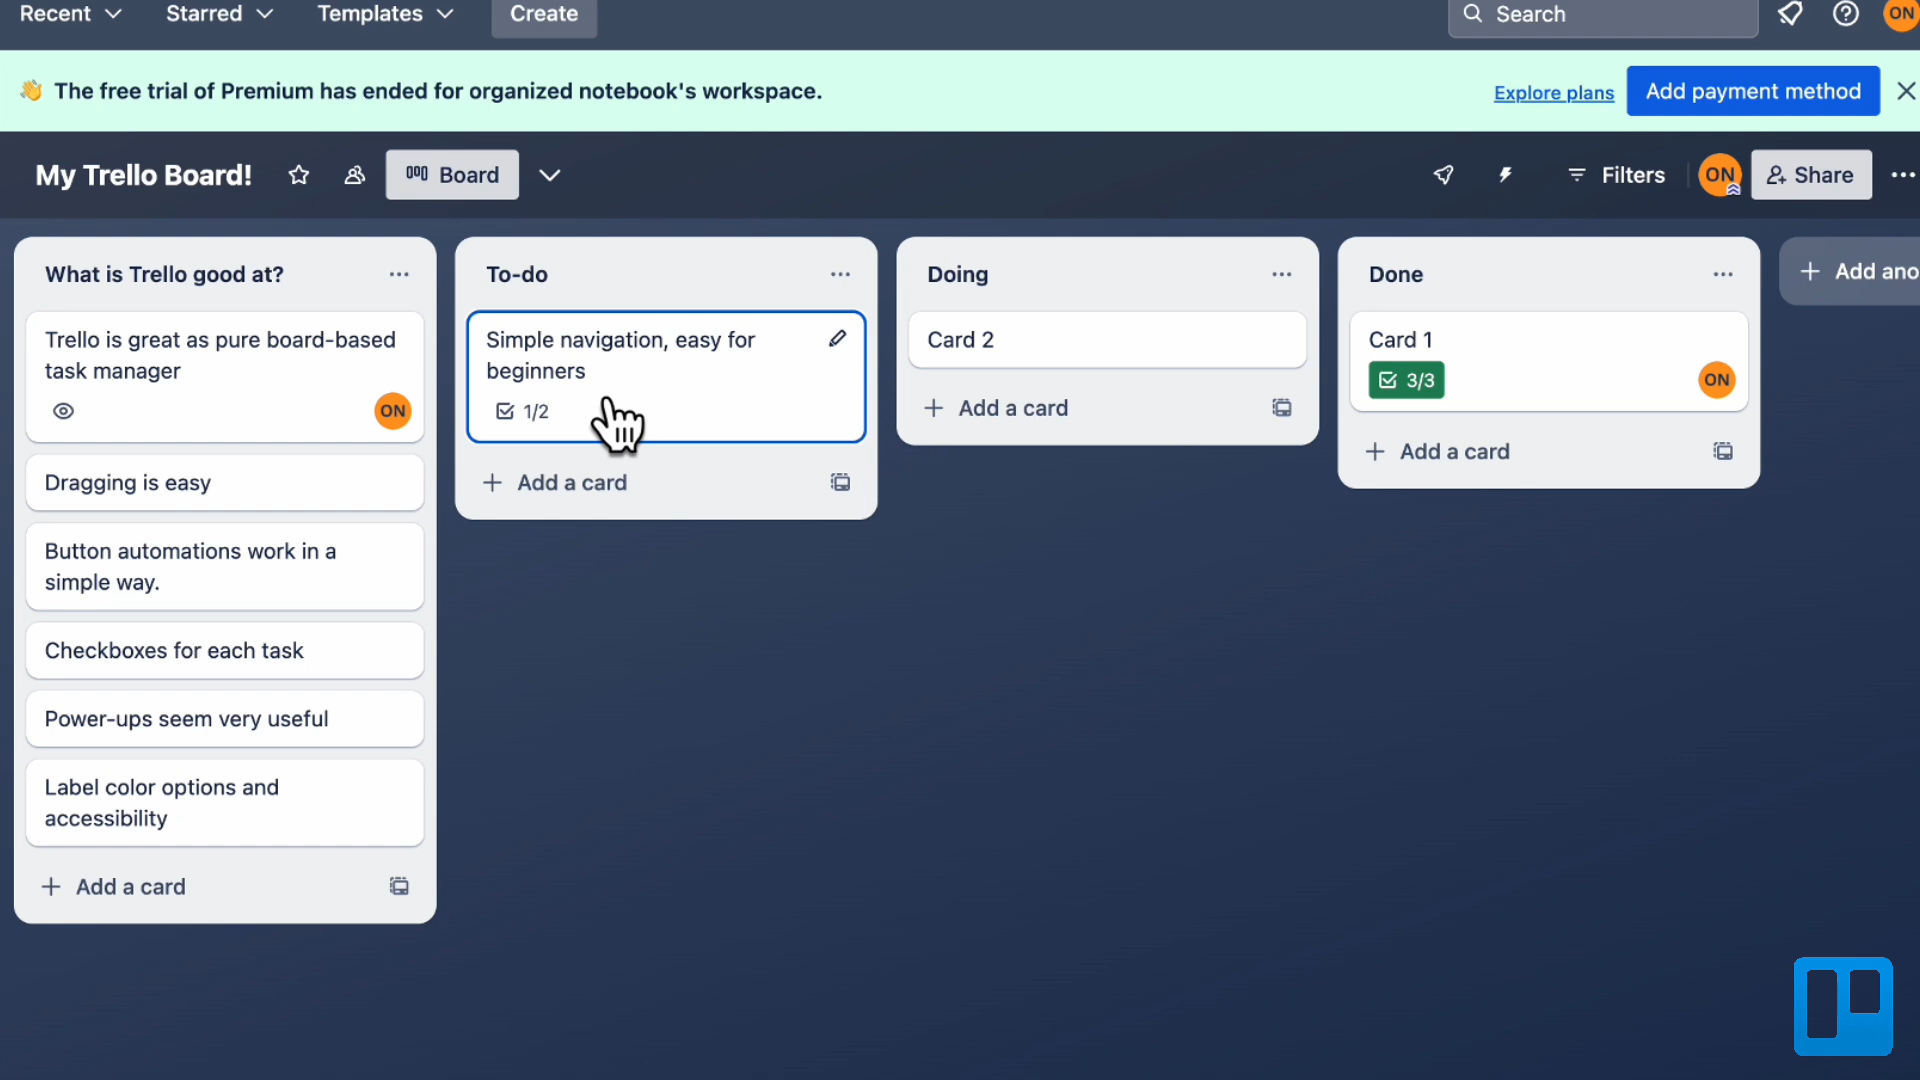 Recent
Starred
Templates
Create
Search
ON
The free trial of Premium has ended for organized notebook's workspace.
Explore plans
Add payment method
My Trello Board!
Board
Filters
ON
Share
What is Trello good at?
Trello is great as pure board-based
task manager
ON
Dragging is easy
Button automations work in a
simple way.
Checkboxes for each task
Power-ups seem very useful
Label color options and
accessibility
Add a card
To-do
Simple navigation, easy for
beginners
1/2
Add a card
Doing
Card 2
Add a card
Done
Card 1
3/3
ON
Add a card
Add ano